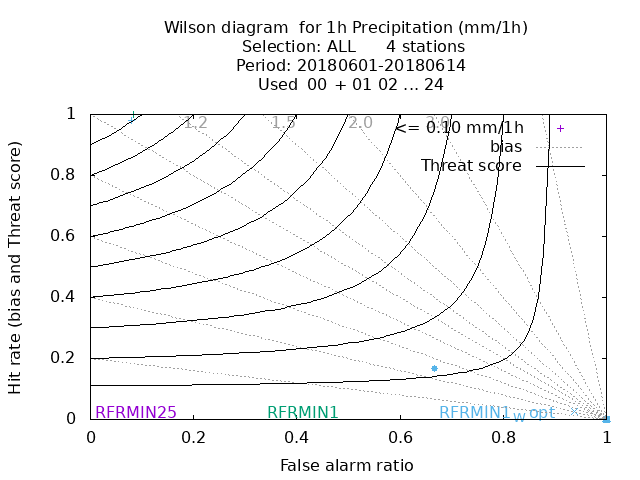 Wilson diagram for 1h Precipitation (mm/1h)
Selection: ALL 4 stations
Period: 20180601-20180614
Used 00 + 01 02 ... 24
1 1.2 1.5 2.0
<= 0.10 mm/1h
bias
Threat score
0.8
0.6
0.4
0.2
0
Hit rate (bias and Threat score)
RFRMIN25 RFRMIN1 RFRMIN1_W opt
0 0.2 0.4 0.6 0.8 1
False alarm ratio